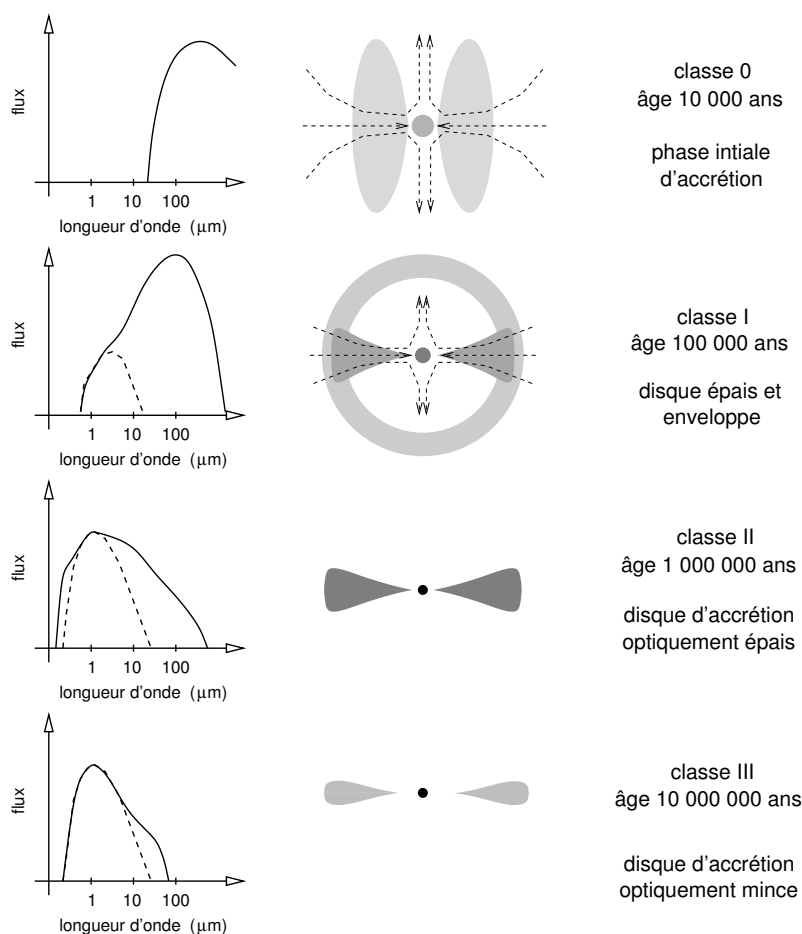 flux
1 10 100
longueur d'onde (µm)
classe 0
âge 10 000 ans
phase intiale
d'accrétion
flux
1 10 100
longueur d'onde (µm)
classe I
âge 100 000 ans
disque épais et
enveloppe
flux
1 10 100
longueur d'onde (µm)
classe II
âge 1 000 000 ans
disque d'accrétion
optiquement épais
flux
1 10 100
longueur d'onde (µm)
classe III
âge 10 000 000 ans
disque d'accrétion
optiquement mince